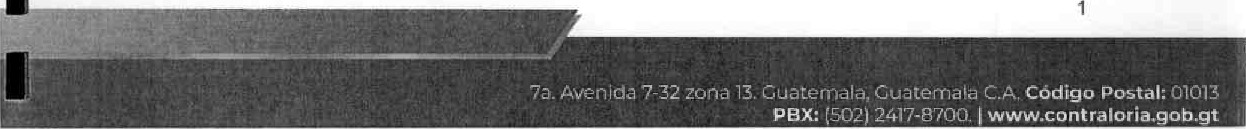 1
7a. Avenida 7-32 zona 13. Guatemala, Guatemala C.A. Código Postal: 01013
PBX: (502) 2417-8700. | www.contraloria.gob.gt